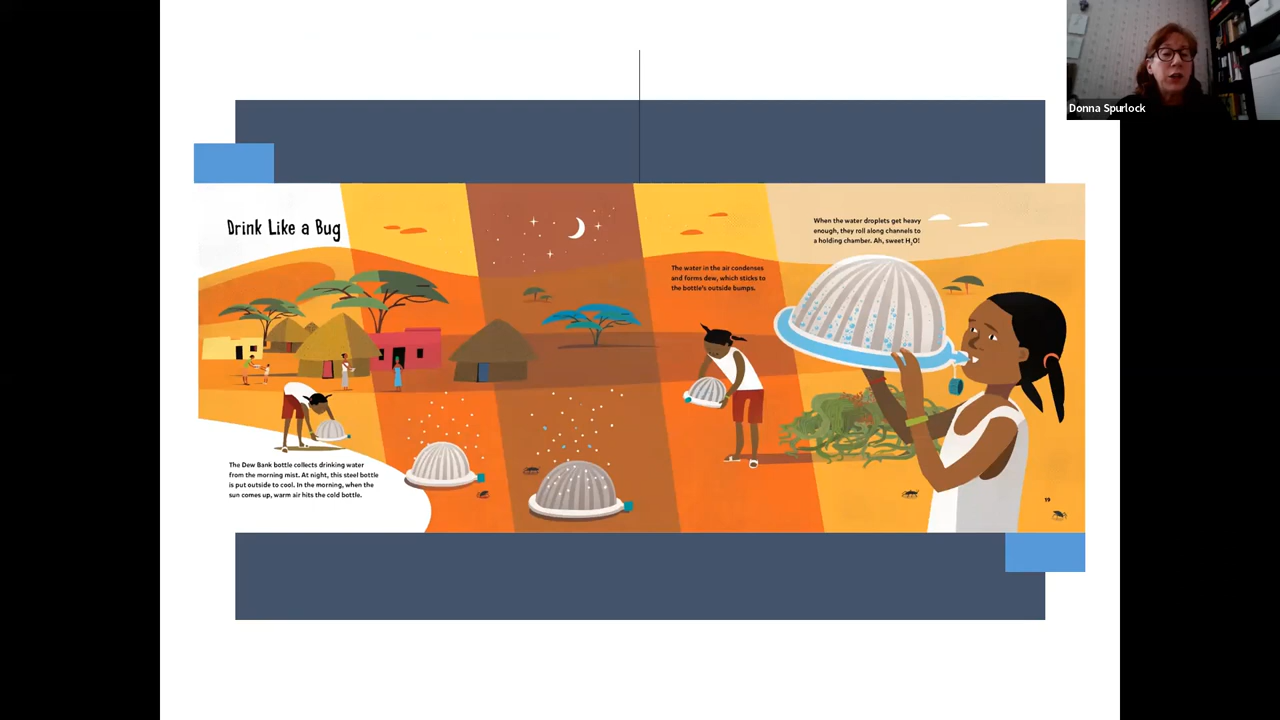 Donna Spurlock
Drink Like a Bug
When the water droplets get heavy
enough, they roll along channels to
a holding chamber. Ah, sweet H₂O!
The water in the air condenses
and forms dew, which sticks to
the bottle's outside bumps.
The Dew Bank bottle collects drinking water
from the morning mist. At night, this steel bottle
is put outside to cool. In the morning, when the
sun comes up, warm air hits the cold bottle.
19